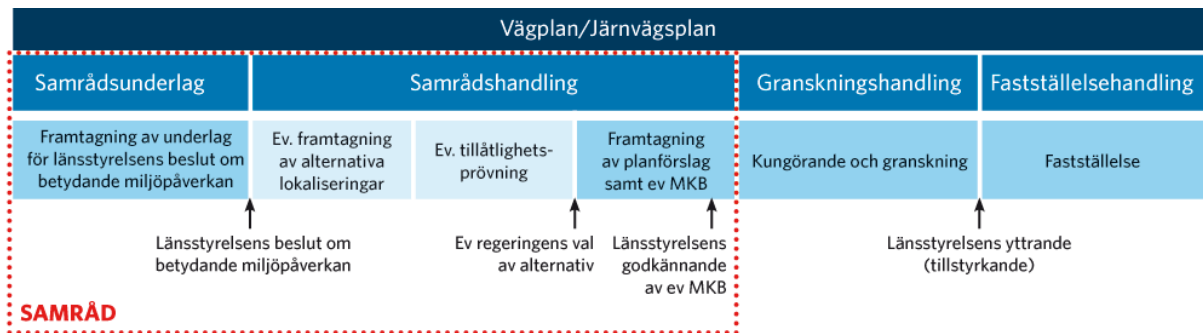 Vägplan/Järnvägsplan
Samrådsunderlag
Samrådshandling
Granskningshandling
Fastställelsehandling
Framtagning av underlag
för länsstyrelsens beslut om
betydande miljöpåverkan
Ev. framtagning
av alternativa
lokaliseringar
Ev. tillåtlighets-
prövning
Framtagning
av planförslag
samt ev MKB
Kungörande och granskning
Fastställelse
Länsstyrelsens beslut om
betydande miljöpåverkan
Ev regeringens val
av alternativ
Länsstyrelsens
godkännande
av ev MKB
Länsstyrelsens yttrande
(tillstyrkande)
SAMRÅD